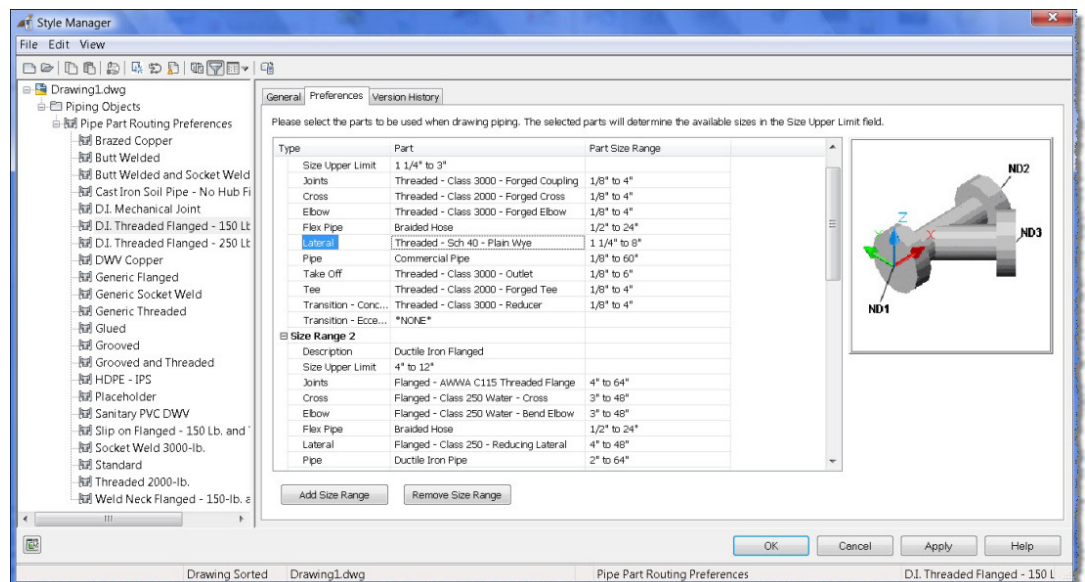 Style Manager
File Edit View
Drawing1.dwg
Piping Objects
Pipe Part Routing Preferences
Brazed Copper
Butt Welded
Butt Welded and Socket Weld
Cast Iron Soil Pipe - No Hub Fi
D.I. Mechanical Joint
D.I. Threaded Flanged - 150 Lb
D.I. Threaded Flanged - 250 Lb
DWV Copper
Generic Flanged
Generic Socket Weld
Generic Threaded
Glued
Grooved
Grooved and Threaded
HDPE - IPS
Placeholder
Sanitary PVC DWV
Slip on Flanged - 150 Lb. and
Socket Weld 3000-lb.
Standard
Threaded 2000-lb.
Weld Neck Flanged - 150-lb. a
General Preferences Version History
Please select the parts to be used when drawing piping. The selected parts will determine the available sizes in the Size Upper Limit field.
Type Part Part Size Range
Size Upper Limit 1 1/4" to 3"
Joints Threaded - Class 3000 - Forged Coupling 1/8" to 4"
Cross Threaded - Class 2000 - Forged Cross 1/8" to 4"
Elbow Threaded - Class 3000 - Forged Elbow 1/8" to 4"
Flex Pipe Braided Hose 1/2" to 24"
Lateral Threaded - Sch 40 - Plain Wye 1 1/4" to 8"
Pipe Commercial Pipe 1/8" to 60"
Take Off Threaded - Class 3000 - Outlet 1/8" to 6"
Tee Threaded - Class 2000 - Forged Tee 1/8" to 4"
Transition - Conc... Threaded - Class 3000 - Reducer 1/8" to 4"
Transition - Ecce... *NONE*
Size Range 2
Description Ductile Iron Flanged
Size Upper Limit 4" to 12"
Joints Flanged - AWWA C115 Threaded Flange 4" to 64"
Cross Flanged - Class 250 Water - Cross 3" to 48"
Elbow Flanged - Class 250 Water - Bend Elbow 3" to 48"
Flex Pipe Braided Hose 1/2" to 24"
Lateral Flanged - Class 250 - Reducing Lateral 4" to 48"
Pipe Ductile Iron Pipe 2" to 64"
ND2
ND3
Z
X
ND1
Add Size Range Remove Size Range
OK Cancel Apply Help
Drawing Sorted Drawing1.dwg Pipe Part Routing Preferences D.I. Threaded Flanged - 150 L